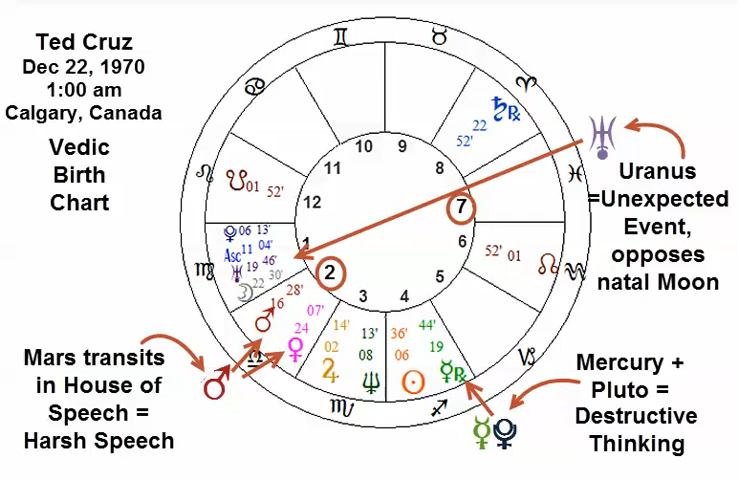 Ted Cruz
Dec 22, 1970
1:00 am
Calgary, Canada
Vedic
Birth
Chart
♊ ♉ ♈ ♓ ♒ ♑ ♐ ♏ ♎ ♍ ♌ ♋
10 9
11 8
12 7
1 6
2 5
3 4
♄℞ 22 52'
☋ 01 52'
52' 01 ☊
♇ 06 13'
Asc 11 04'
♅ 19 46'
☽ 22 30'
♂ 16 28'
♀ 24 07'
♃ 02 14'
♆ 08 13'
☉ 06 36'
☿℞ 19 44'
♅
Uranus
=Unexpected
Event,
opposes
natal Moon
Mars transits
in House of
Speech =
Harsh Speech
♂
Mercury +
Pluto =
Destructive
Thinking
☿♇